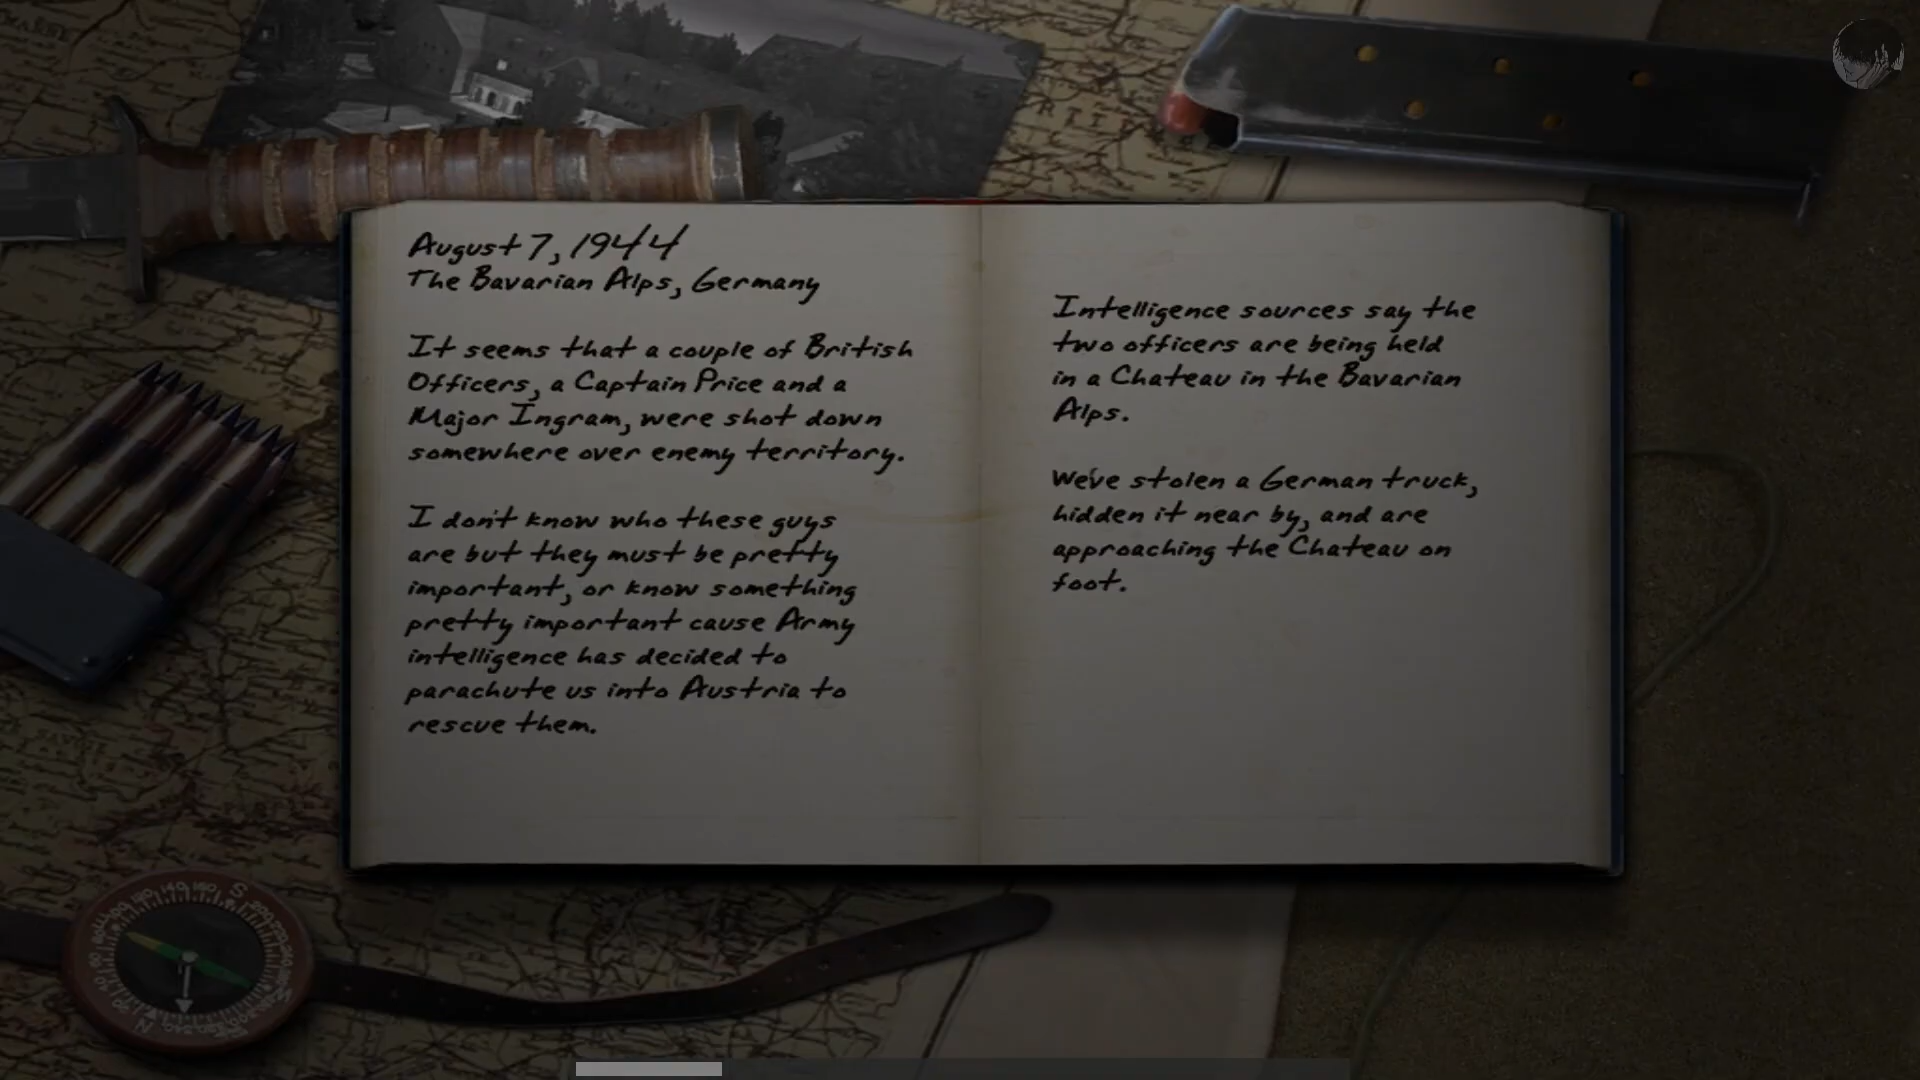 August 7, 1944
The Bavarian Alps, Germany
It seems that a couple of British
Officers, a Captain Price and a
Major Ingram, were shot down
somewhere over enemy territory.
I don't know who these guys
are but they must be pretty
important, or know something
pretty important cause Army
intelligence has decided to
parachute us into Austria to
rescue them.
Intelligence sources say the
two officers are being held
in a Chateau in the Bavarian
Alps.
We've stolen a German truck,
hidden it near by, and are
approaching the Chateau on
foot.